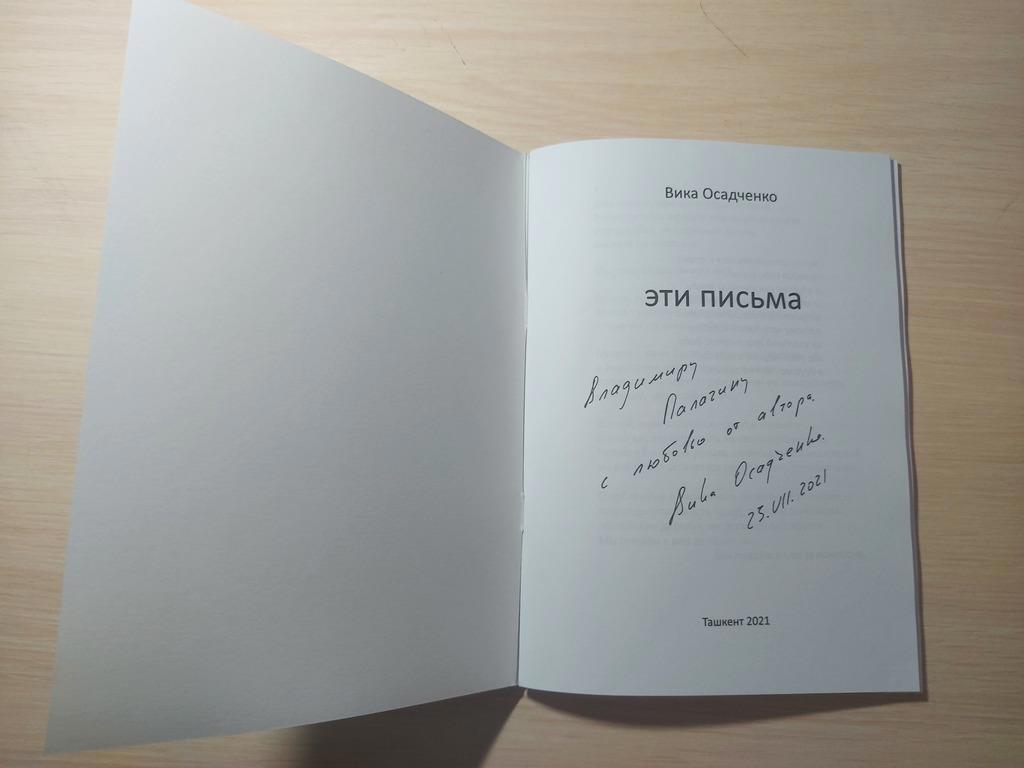 Вика Осадченко
эти письма
Владимиру
Палагину
с любовью от автора.
Вика Осадченко.
23.VII.2021
Ташкент 2021